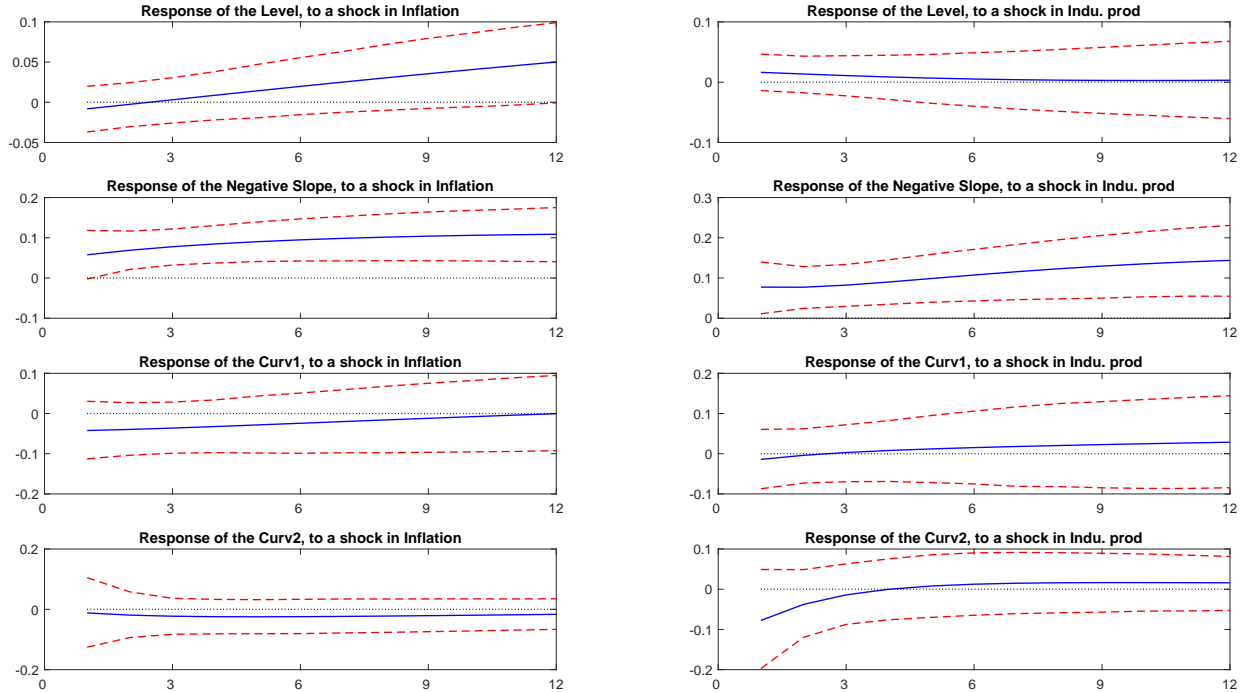 Response of the Level, to a shock in Inflation
0.1
0.05
0
-0.05
0 3 6 9 12
Response of the Level, to a shock in Indu. prod
0.1
0
-0.1
0 3 6 9 12
Response of the Negative Slope, to a shock in Inflation
0.2
0.1
0
-0.1
0 3 6 9 12
Response of the Negative Slope, to a shock in Indu. prod
0.3
0.2
0.1
0
0 3 6 9 12
Response of the Curv1, to a shock in Inflation
0.1
0
-0.1
-0.2
0 3 6 9 12
Response of the Curv1, to a shock in Indu. prod
0.2
0.1
0
-0.1
0 3 6 9 12
Response of the Curv2, to a shock in Inflation
0.2
0
-0.2
0 3 6 9 12
Response of the Curv2, to a shock in Indu. prod
0.1
0
-0.1
-0.2
0 3 6 9 12